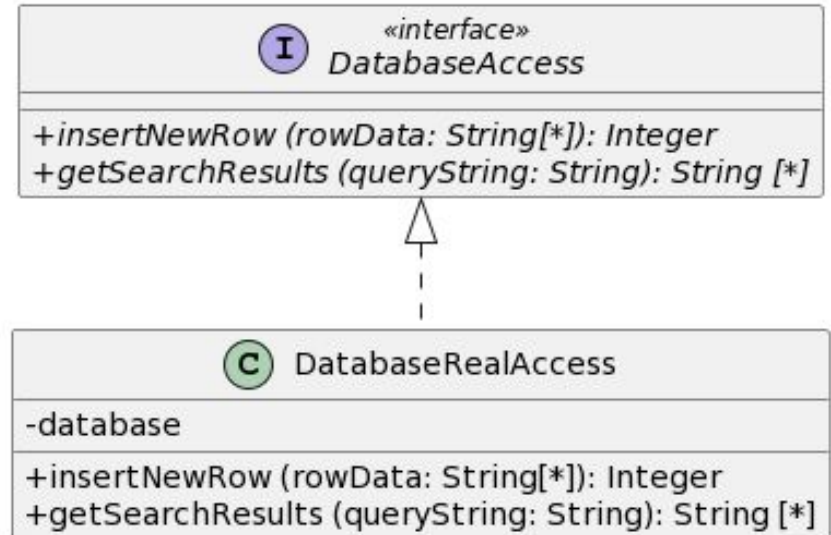 I
«interface»
DatabaseAccess
+insertNewRow (rowData: String[*]): Integer
+getSearchResults (queryString: String): String [*]
C
DatabaseRealAccess
-database
+insertNewRow (rowData: String[*]): Integer
+getSearchResults (queryString: String): String [*]